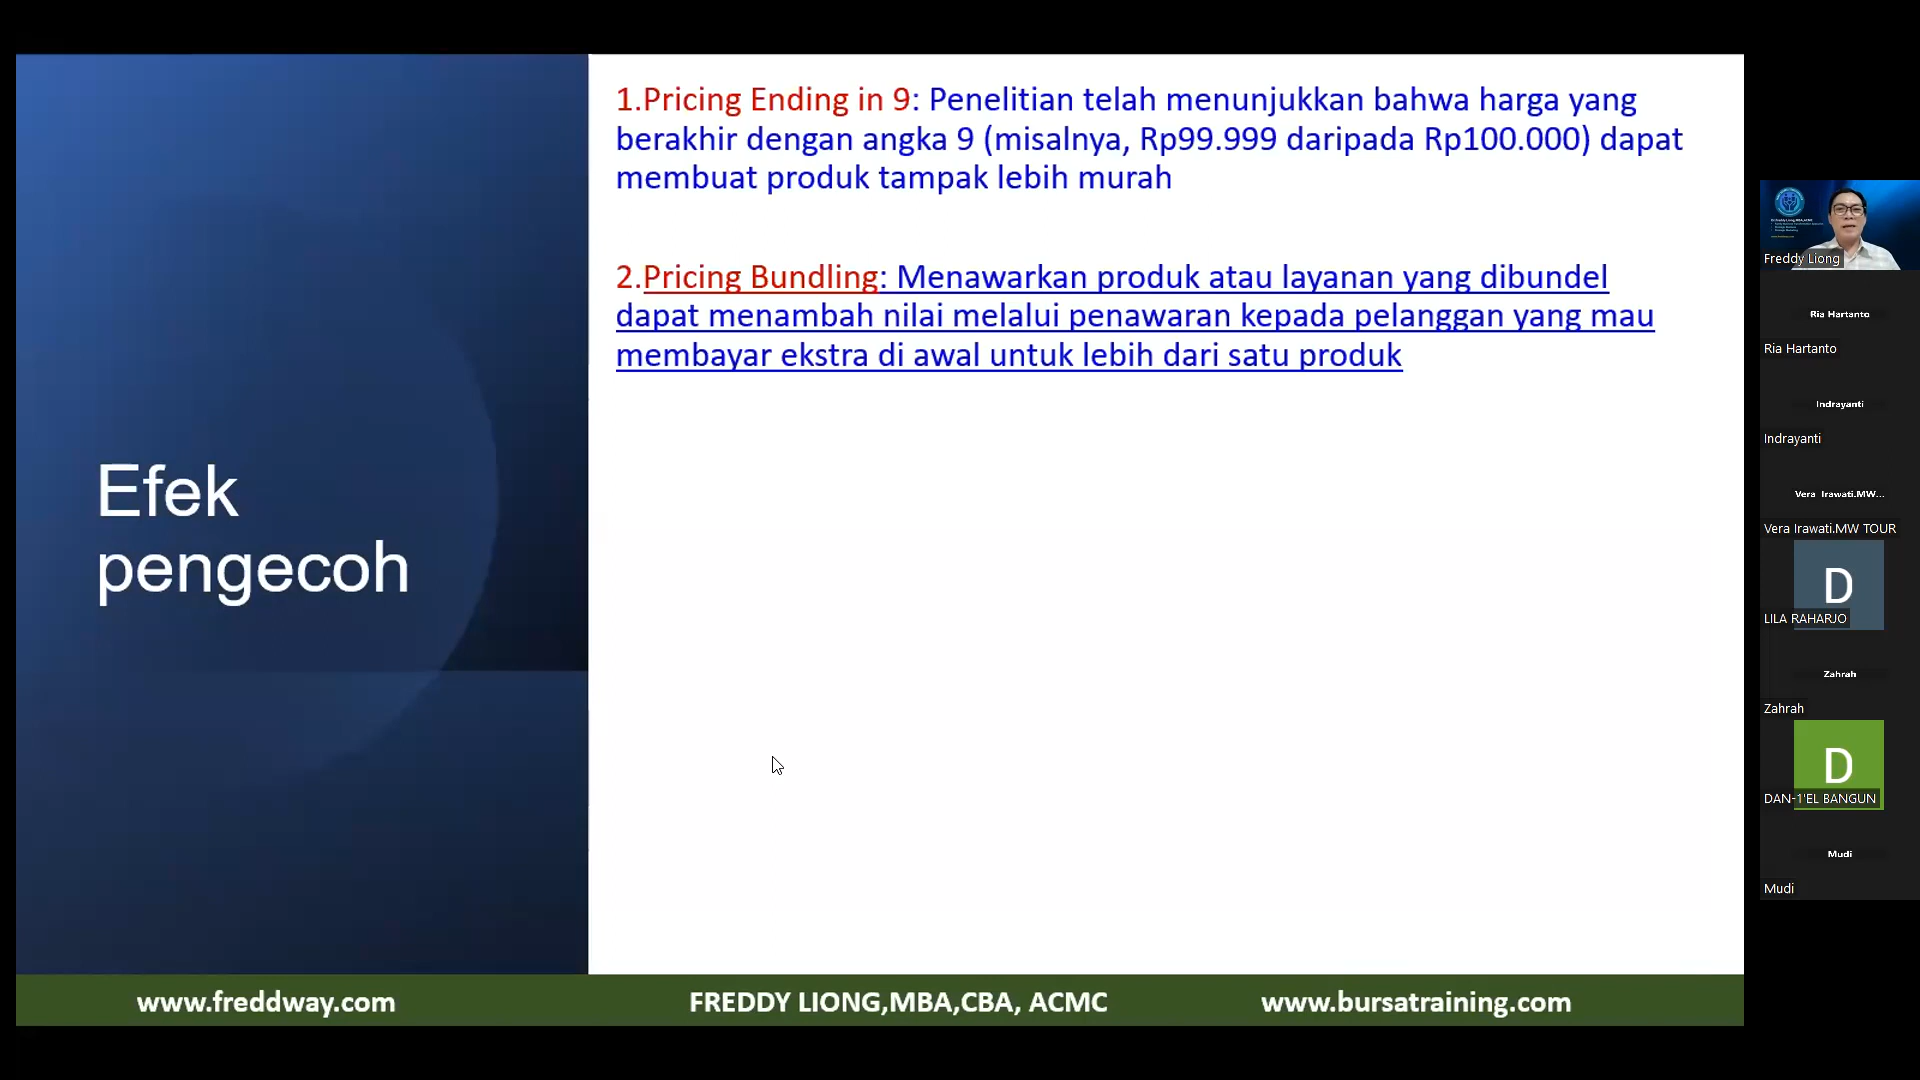 1.Pricing Ending in 9: Penelitian telah menunjukkan bahwa harga yang
berakhir dengan angka 9 (misalnya, Rp99.999 daripada Rp100.000) dapat
membuat produk tampak lebih murah
2.Pricing Bundling: Menawarkan produk atau layanan yang dibundel
dapat menambah nilai melalui penawaran kepada pelanggan yang mau
membayar ekstra di awal untuk lebih dari satu produk
Efek
pengecoh
www.freddway.com
FREDDY LIONG,MBA,CBA, ACMC
www.bursatraining.com
Freddy Liong
Ria Hartanto
Ria Hartanto
Indrayanti
Indrayanti
Vera Irawati.MW...
Vera Irawati.MW TOUR
D
LILA RAHARJO
Zahrah
Zahrah
D
DAN-1'EL BANGUN
Mudi
Mudi